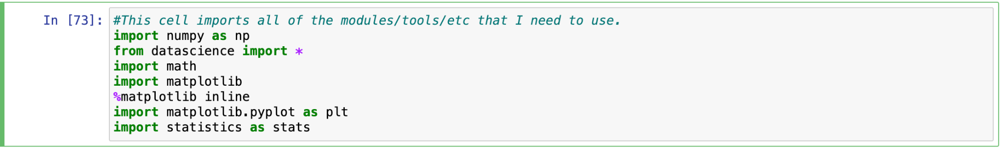 In [73]: #This cell imports all of the modules/tools/etc that I need to use.
import numpy as np
from datascience import *
import math
import matplotlib
%matplotlib inline
import matplotlib.pyplot as plt
import statistics as stats